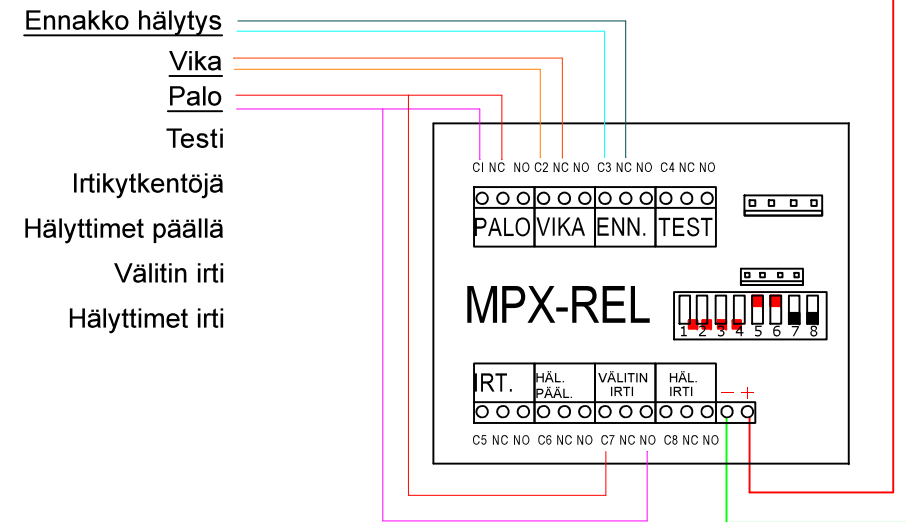 Ennakko hälytys
Vika
Palo
Testi
Irtikytkentöjä
Hälyttimet päällä
Välitin irti
Hälyttimet irti
C1 NC NO C2 NC NO C3 NC NO C4 NC NO
PALO VIKA ENN. TEST
MPX-REL
1 2 3 4 5 6 7 8
IRT. HÄL. PÄÄL. VÄLITIN IRTI HÄL. IRTI − +
C5 NC NO C6 NC NO C7 NC NO C8 NC NO